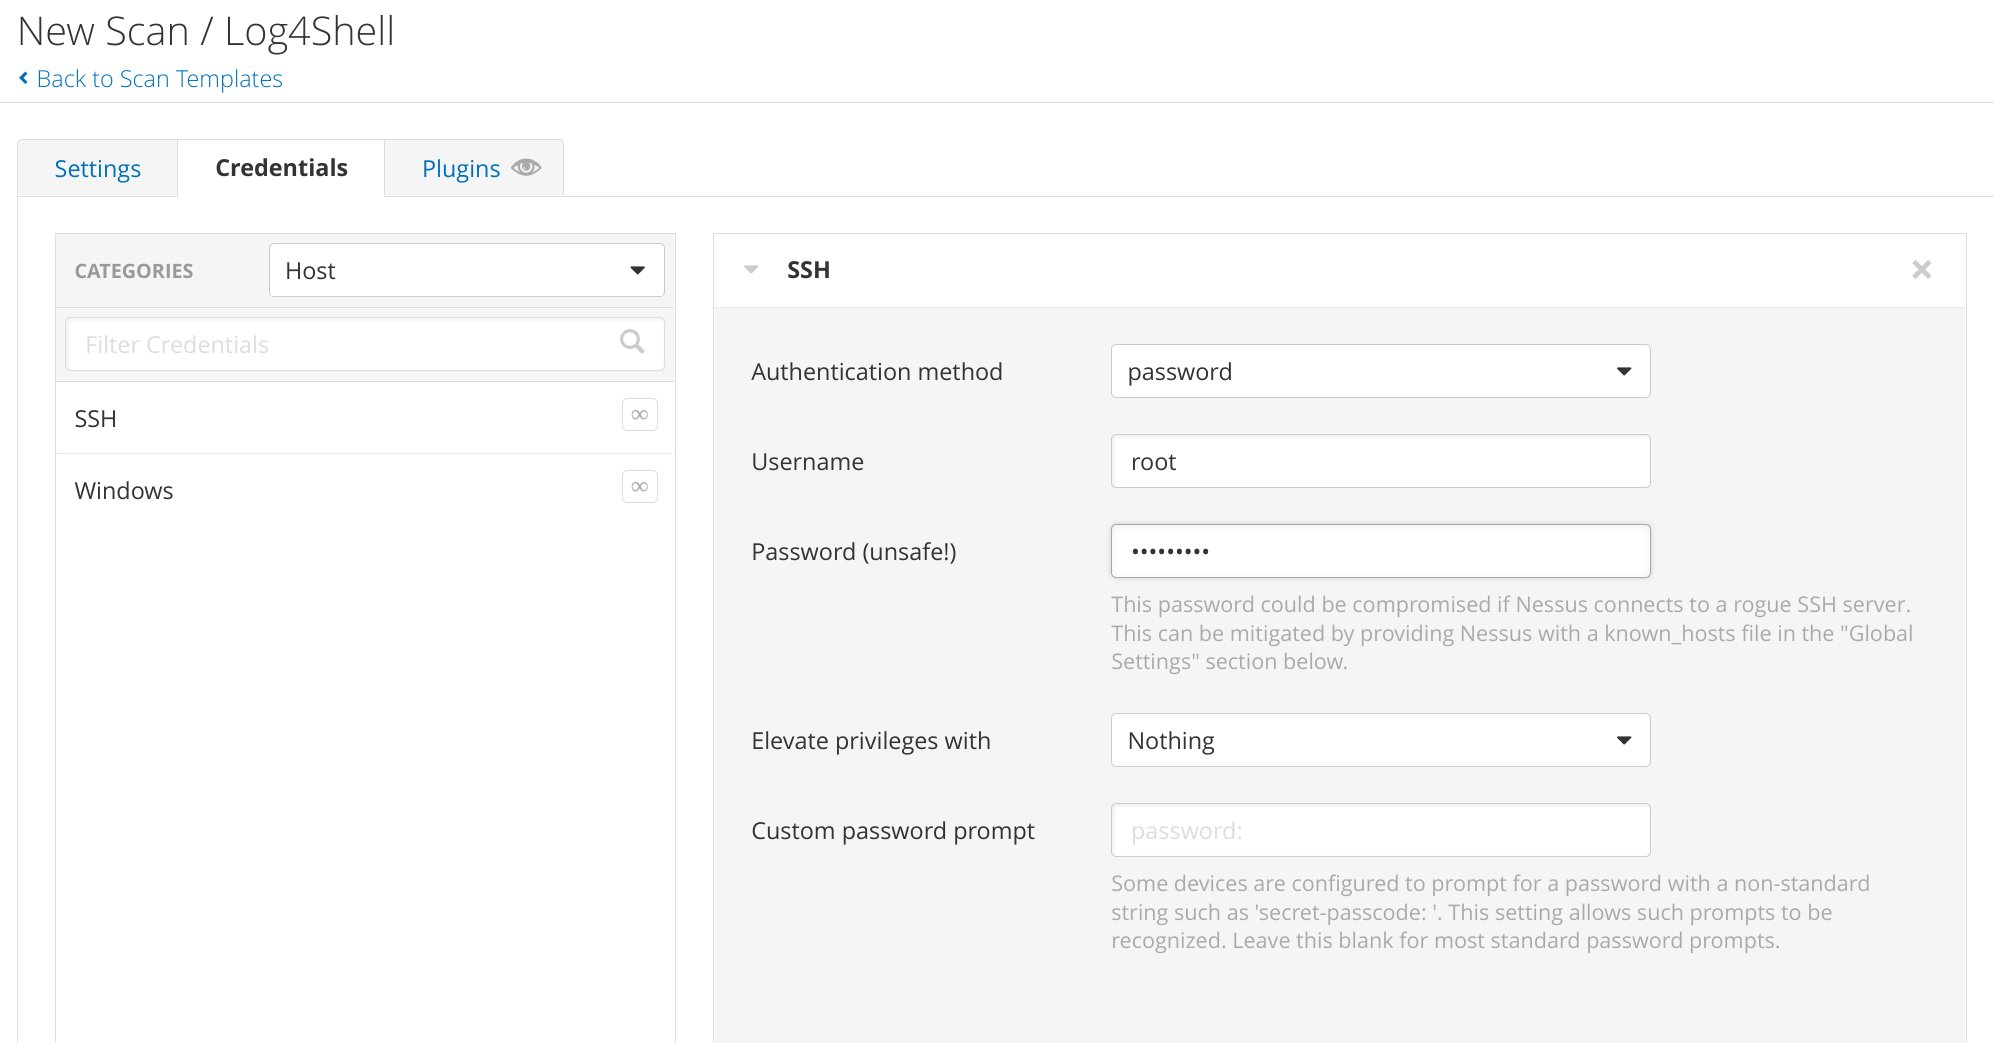 New Scan / Log4Shell
Back to Scan Templates
Settings
Credentials
Plugins
CATEGORIES
Host
Filter Credentials
SSH
∞
Windows
∞
SSH
Authentication method
password
Username
root
Password (unsafe!)
•••••••••
This password could be compromised if Nessus connects to a rogue SSH server.
This can be mitigated by providing Nessus with a known_hosts file in the "Global
Settings" section below.
Elevate privileges with
Nothing
Custom password prompt
password:
Some devices are configured to prompt for a password with a non-standard
string such as 'secret-passcode: '. This setting allows such prompts to be
recognized. Leave this blank for most standard password prompts.